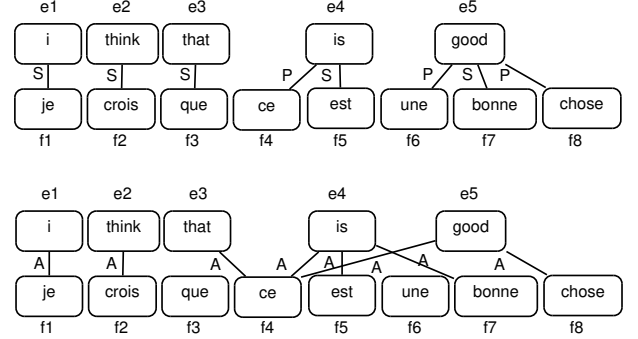 e1 e2 e3 e4 e5
i think that is good
S S S P S P S P
je crois que ce est une bonne chose
f1 f2 f3 f4 f5 f6 f7 f8
e1 e2 e3 e4 e5
i think that is good
A A A A A A A A
je crois que ce est une bonne chose
f1 f2 f3 f4 f5 f6 f7 f8